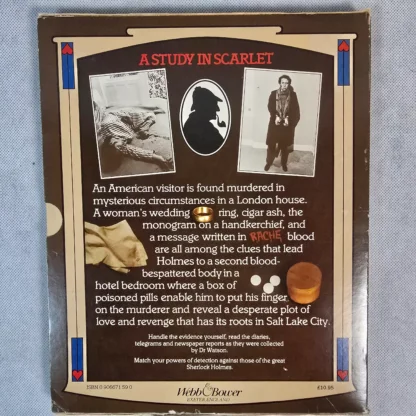 A STUDY IN SCARLET
An American visitor is found murdered in
mysterious circumstances in a London house.
A woman's wedding ring, cigar ash, the
monogram on a handkerchief, and
a message written in RACHE blood
are all among the clues that lead
Holmes to a second blood-
bespattered body in a
hotel bedroom where a box of
poisoned pills enable him to put his finger
on the murderer and reveal a desperate plot of
love and revenge that has its roots in Salt Lake City.
Handle the evidence yourself, read the diaries,
telegrams and newspaper reports as they were collected
by Dr Watson.
Match your powers of detection against those of the great
Sherlock Holmes.
Webb & Bower
EXETER ENGLAND
£10.95